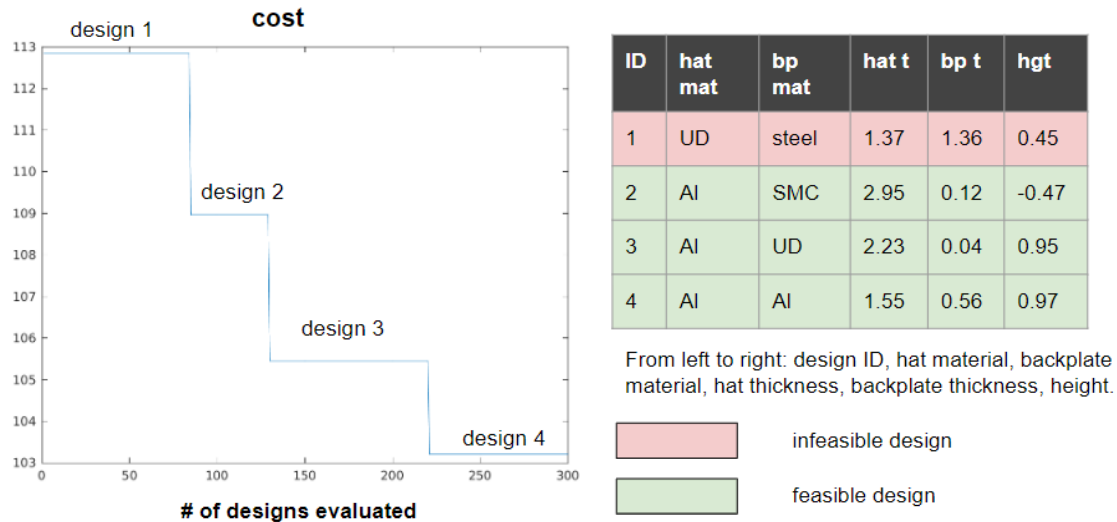 cost
design 1
113
112
111
110
design 2
109
108
107
106
design 3
105
104
design 4
103
0 50 100 150 200 250 300
# of designs evaluated
ID hat mat bp mat hat t bp t hgt
1 UD steel 1.37 1.36 0.45
2 Al SMC 2.95 0.12 -0.47
3 Al UD 2.23 0.04 0.95
4 Al Al 1.55 0.56 0.97
From left to right: design ID, hat material, backplate
material, hat thickness, backplate thickness, height.
infeasible design
feasible design